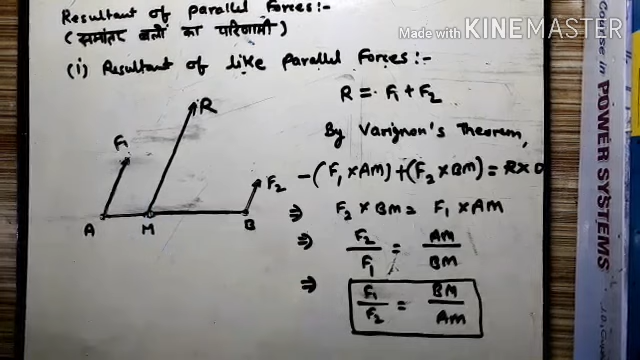 Resultant of parallel Forces:-
Made with KINEMASTER
(समांतर बलों का परिणामी)
(i) Resultant of like Parallel Forces:-
R = F₁ + F₂
By Varignon's Theorem,
-(F₁ × AM) + (F₂ × BM) = R × 0
⇒ F₂ × BM = F₁ × AM
⇒ F₂/F₁ = AM/BM
⇒ F₁/F₂ = BM/AM
R
F₁
F₂
A
M
B
Course in POWER SYSTEMS